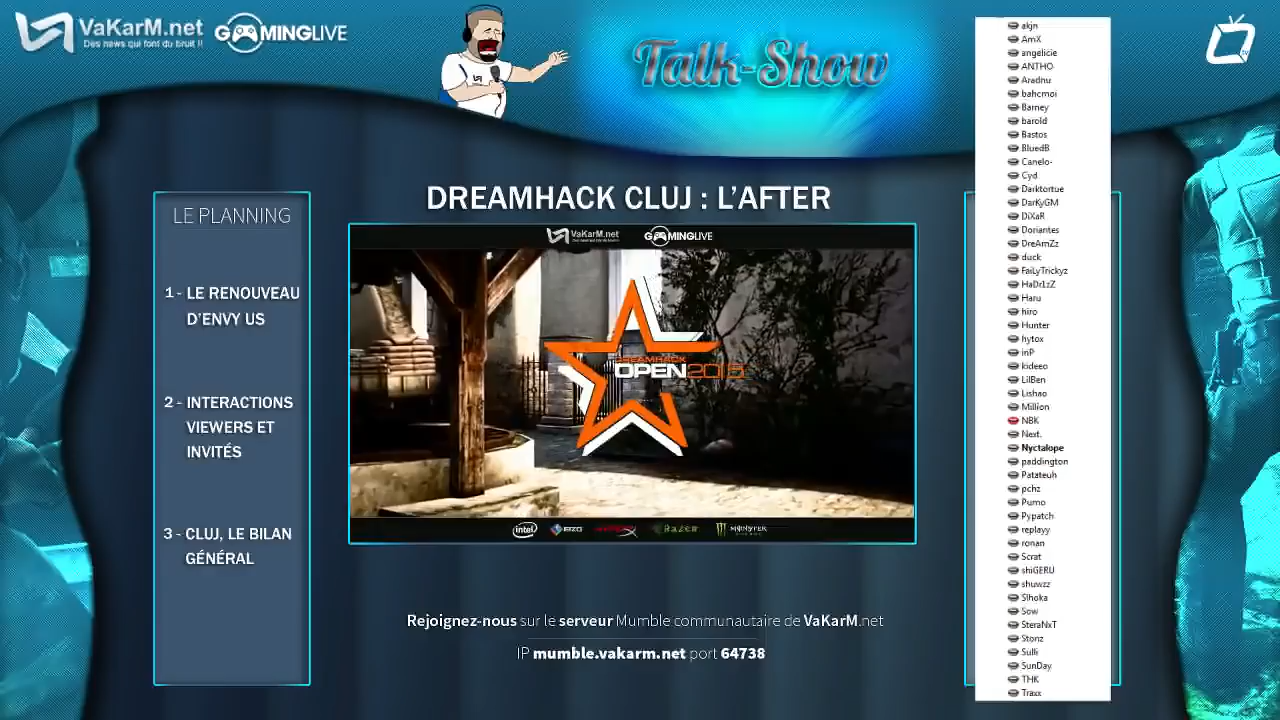 VaKarM.net
Des news qui font du bruit !!
GAMINGLIVE
Talk-Show
LE PLANNING
1 - LE RENOUVEAU
D'ENVY US
2 - INTERACTIONS
VIEWERS ET
INVITÉS
3 - CLUJ, LE BILAN
GÉNÉRAL
DREAMHACK CLUJ : L'AFTER
VaKarM.net
GAMINGLIVE
DREAMHACK
OPEN
intel
MONSTER
Rejoignez-nous sur le serveur Mumble communautaire de VaKarM.net
IP mumble.vakarm.net port 64738
akjn
AmX
angelicie
ANTHO
Aradnu
bahcmoi
Barney
barold
Bastos
BluedB
Canelo-
Cyd
Darktortue
DarKyGM
DiXaR
Doriantes
DreAmZz
duck
FaiLyTrickyz
HaDr1zZ
Haru
hiro
Hunter
hytox
inP
kideeo
LilBen
Lishao
Million
NBK
Next.
Nyctalope
paddington
Patateuh
pchz
Pumo
Pypatch
replayy
ronan
Scrat
shiGERU
shuwzz
Slhoka
Sow
SteraNxT
Stonz
Sulli
SunDay
THK
Traxx
tv